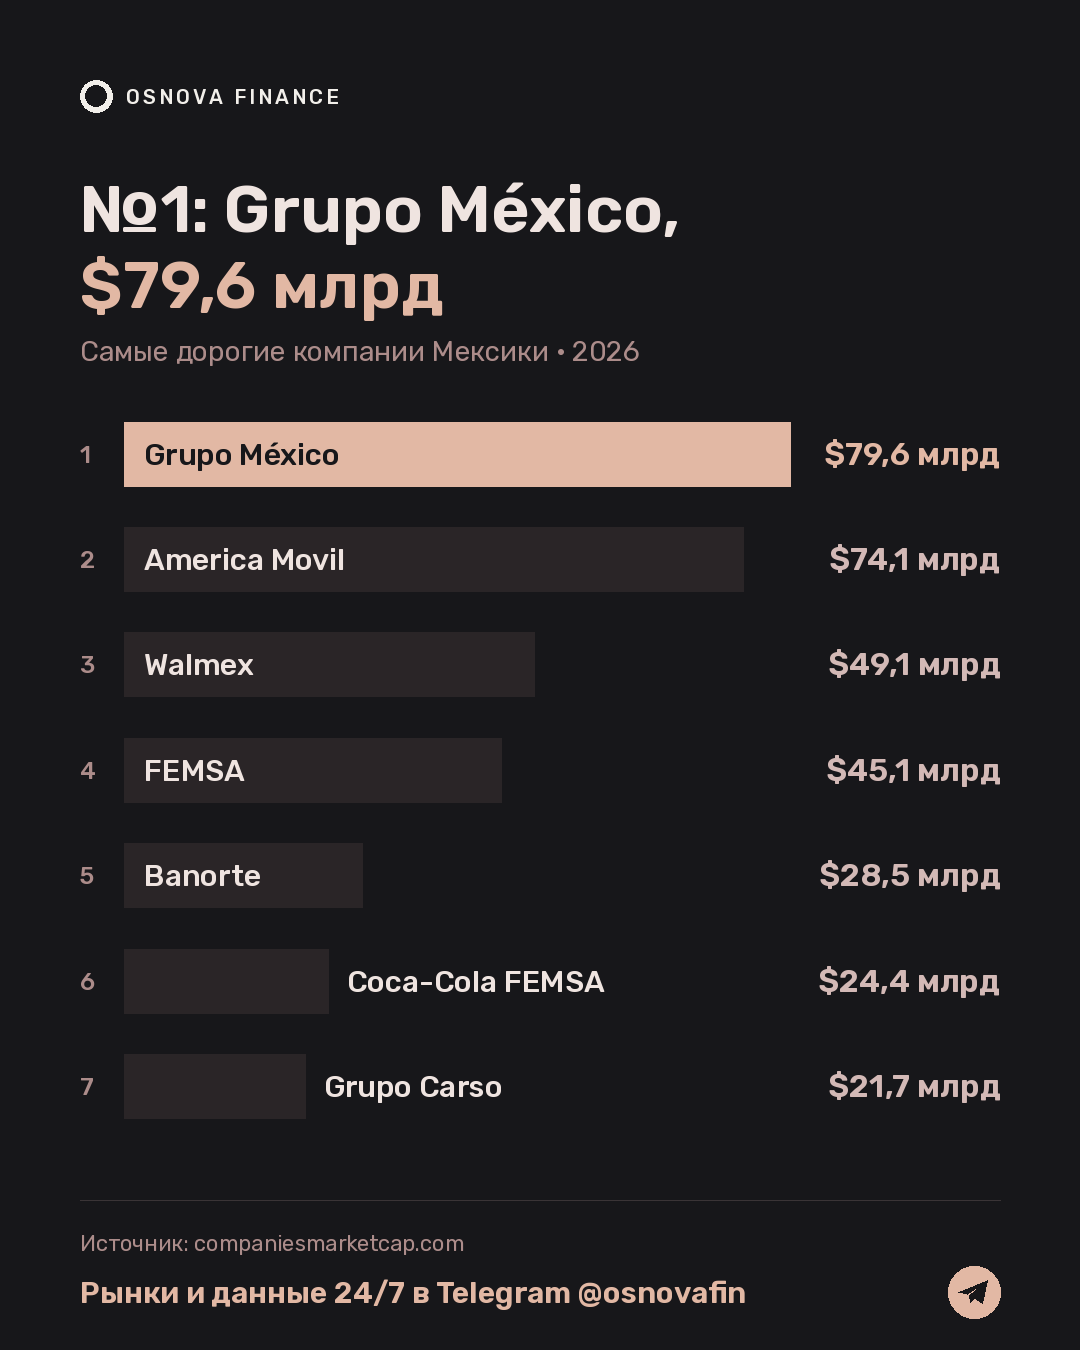 OSNOVA FINANCE
№1: Grupo México,
$79,6 млрд
Самые дорогие компании Мексики • 2026
1 Grupo México $79,6 млрд
2 America Movil $74,1 млрд
3 Walmex $49,1 млрд
4 FEMSA $45,1 млрд
5 Banorte $28,5 млрд
6 Coca-Cola FEMSA $24,4 млрд
7 Grupo Carso $21,7 млрд
Источник: companiesmarketcap.com
Рынки и данные 24/7 в Telegram @osnovafin